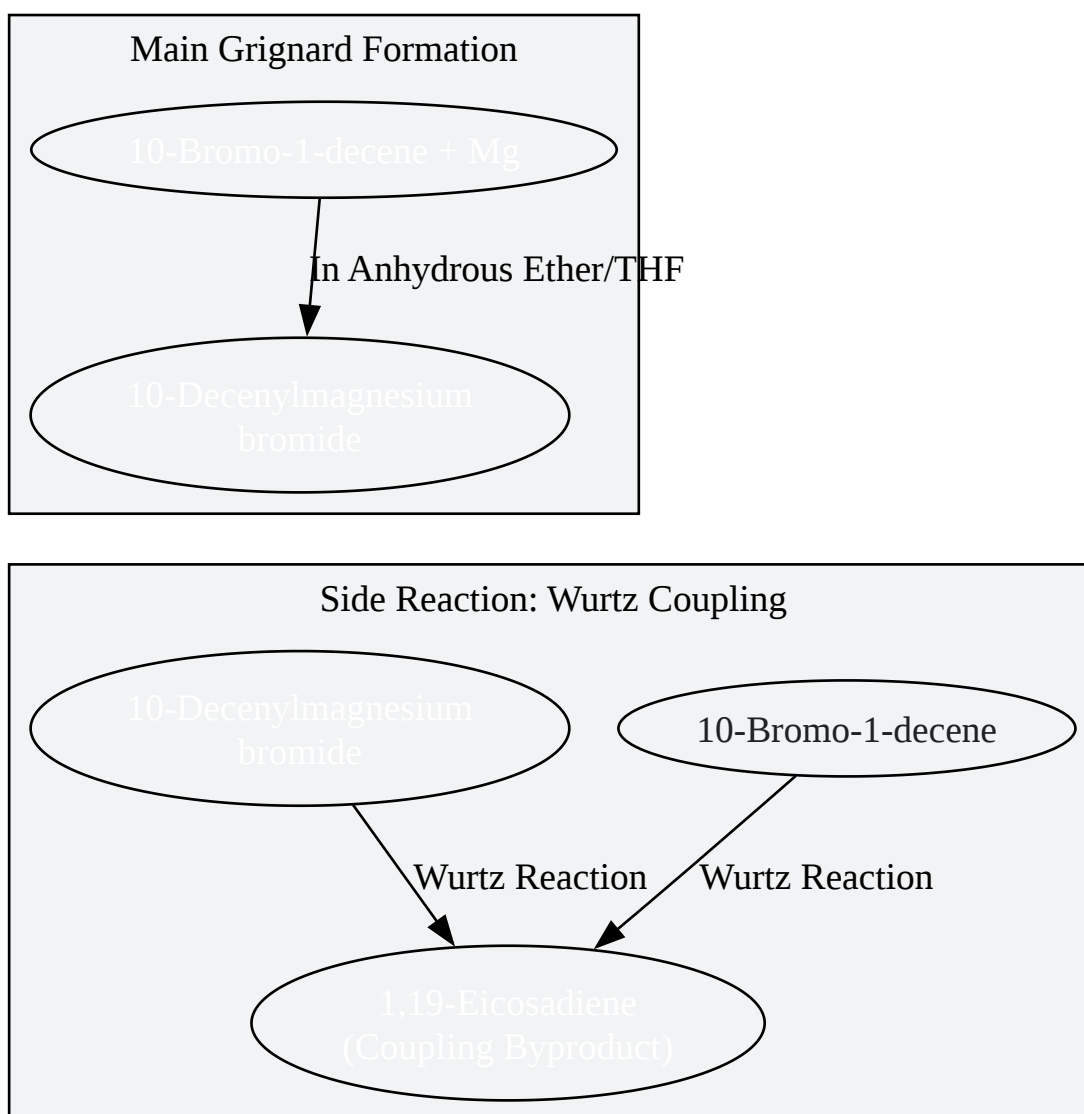 Main Grignard Formation
10-Bromo-1-decene + Mg
In Anhydrous Ether/THF
10-Decenylmagnesium
bromide
Side Reaction: Wurtz Coupling
10-Decenylmagnesium
bromide
10-Bromo-1-decene
Wurtz Reaction
Wurtz Reaction
1,19-Eicosadiene
(Coupling Byproduct)